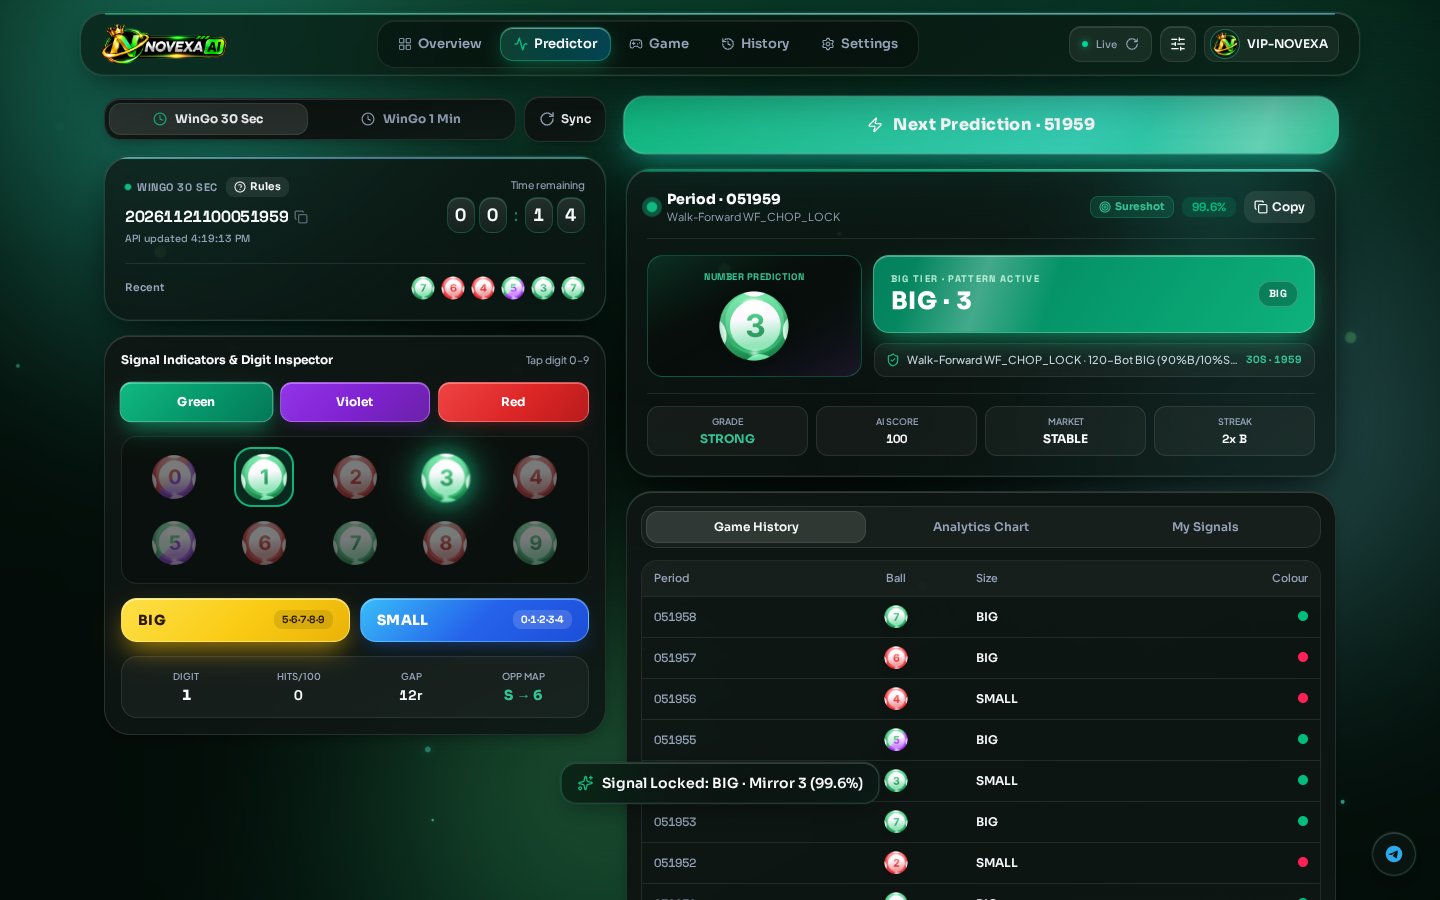 NOVEXA AI
Overview
Predictor
Game
History
Settings
Live
VIP-NOVEXA
WinGo 30 Sec
WinGo 1 Min
Sync
Next Prediction · 51959
WINGO 30 SEC
Rules
Time remaining
20261121100051959
0 0 : 1 4
API updated 4:19:13 PM
Recent
7 6 4 5 3 7
Period · 051959
Walk-Forward WF_CHOP_LOCK
Sureshot
99.6%
Copy
NUMBER PREDICTION
3
BIG TIER · PATTERN ACTIVE
BIG · 3
BIG
Walk-Forward WF_CHOP_LOCK · 120-Bot BIG (90%B/10%S...
30S · 1959
GRADE
STRONG
AI SCORE
100
MARKET
STABLE
STREAK
2x B
Signal Indicators & Digit Inspector
Tap digit 0-9
Green
Violet
Red
0 1 2 3 4
5 6 7 8 9
BIG
5·6·7·8·9
SMALL
0·1·2·3·4
DIGIT
1
HITS/100
0
GAP
12r
OPP MAP
S → 6
Game History
Analytics Chart
My Signals
Period Ball Size Colour
051958 7 BIG
051957 6 BIG
051956 4 SMALL
051955 5 BIG
3 SMALL
051953 7 BIG
051952 2 SMALL
Signal Locked: BIG · Mirror 3 (99.6%)